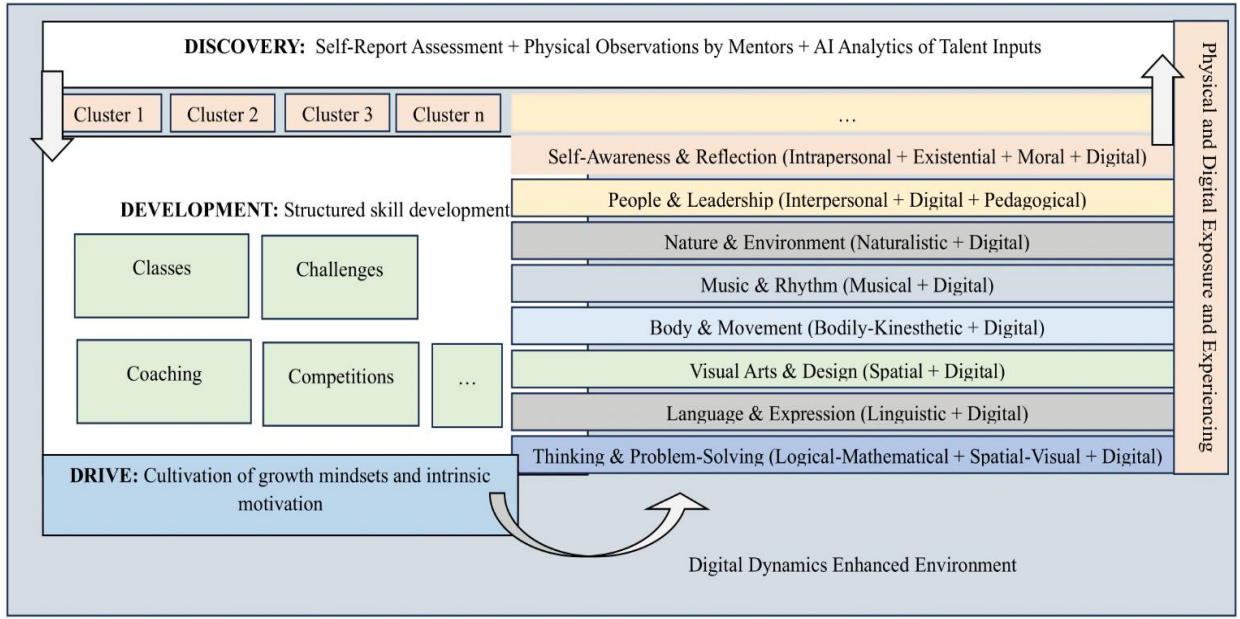 DISCOVERY: Self-Report Assessment + Physical Observations by Mentors + AI Analytics of Talent Inputs
Cluster 1
Cluster 2
Cluster 3
Cluster n
…
Self-Awareness & Reflection (Intrapersonal + Existential + Moral + Digital)
People & Leadership (Interpersonal + Digital + Pedagogical)
Nature & Environment (Naturalistic + Digital)
Music & Rhythm (Musical + Digital)
Body & Movement (Bodily-Kinesthetic + Digital)
Visual Arts & Design (Spatial + Digital)
Language & Expression (Linguistic + Digital)
Thinking & Problem-Solving (Logical-Mathematical + Spatial-Visual + Digital)
Physical and Digital Exposure and Experiencing
DEVELOPMENT: Structured skill development
Classes
Challenges
Coaching
Competitions
…
DRIVE: Cultivation of growth mindsets and intrinsic
motivation
Digital Dynamics Enhanced Environment